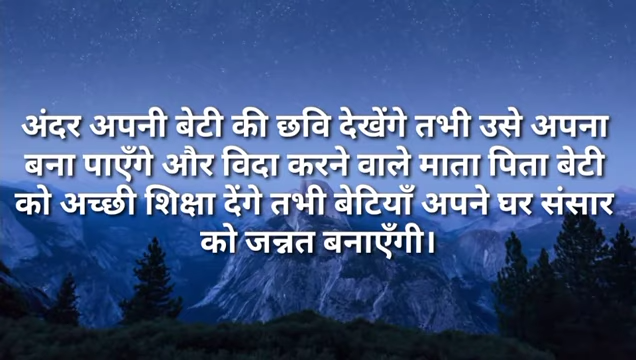 अंदर अपनी बेटी की छवि देखेंगे तभी उसे अपना
बना पाएँगे और विदा करने वाले माता पिता बेटी
को अच्छी शिक्षा देंगे तभी बेटियाँ अपने घर संसार
को जन्नत बनाएँगी।